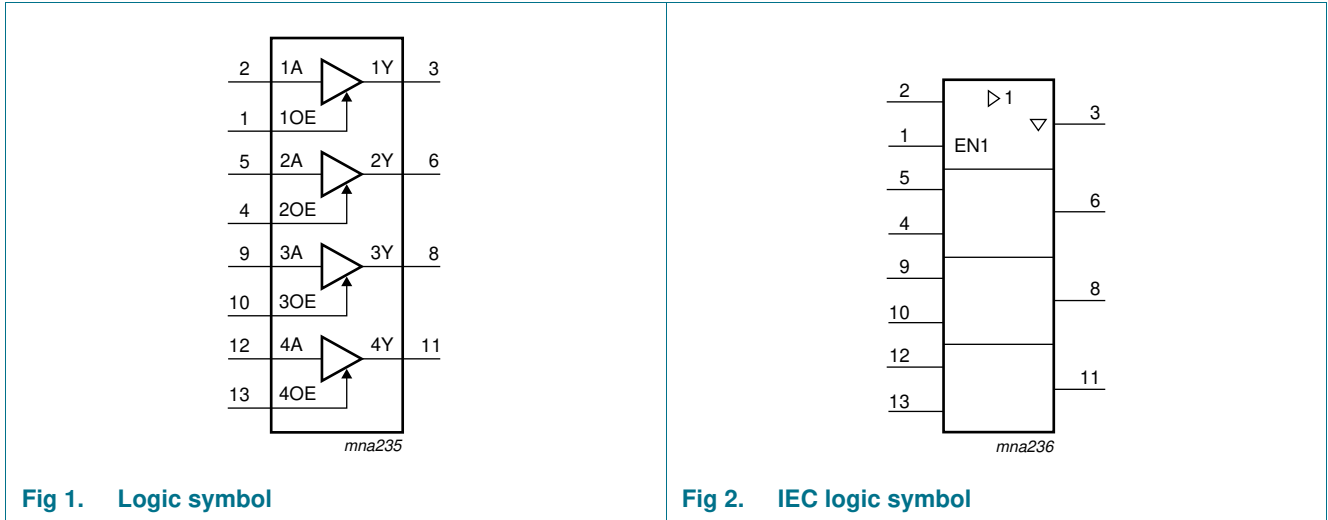 2 1A 1Y 3
1 1OE
5 2A 2Y 6
4 2OE
9 3A 3Y 8
10 3OE
12 4A 4Y 11
13 4OE
mna235
Fig 1. Logic symbol
2 1 3
1 EN1
5
6
4
9
8
10
12
11
13
mna236
Fig 2. IEC logic symbol